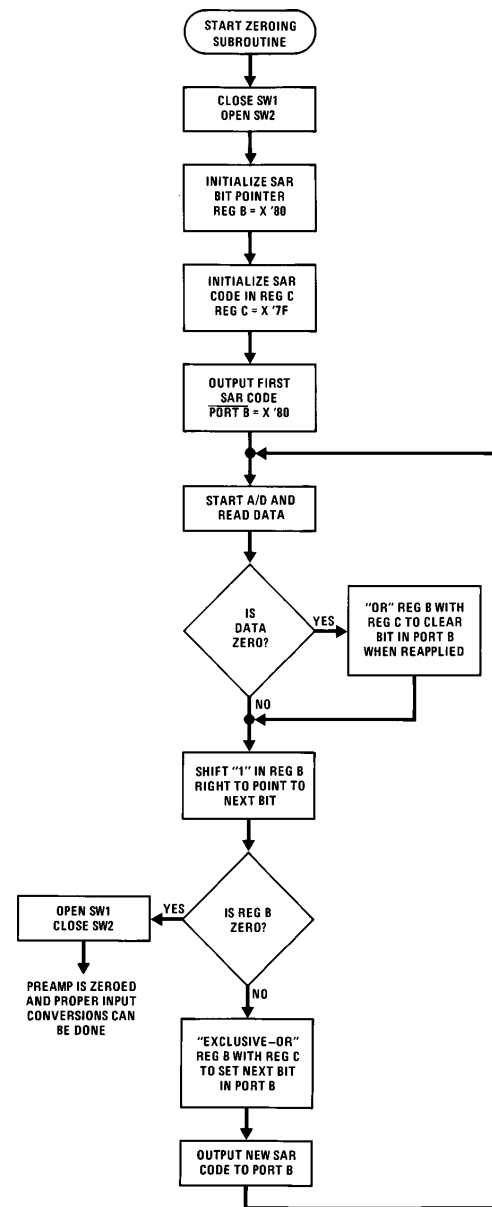 START ZEROING
SUBROUTINE
CLOSE SW1
OPEN SW2
INITIALIZE SAR
BIT POINTER
REG B = X '80
INITIALIZE SAR
CODE IN REG C
REG C = X '7F
OUTPUT FIRST
SAR CODE
PORT B = X '80
START A/D AND
READ DATA
IS
DATA
ZERO?
YES
"OR" REG B WITH
REG C TO CLEAR
BIT IN PORT B
WHEN REAPPLIED
NO
SHIFT "1" IN REG B
RIGHT TO POINT TO
NEXT BIT
IS REG B
ZERO?
YES
OPEN SW1
CLOSE SW2
PREAMP IS ZEROED
AND PROPER INPUT
CONVERSIONS CAN
BE DONE
NO
"EXCLUSIVE–OR"
REG B WITH REG C
TO SET NEXT BIT
IN PORT B
OUTPUT NEW SAR
CODE TO PORT B